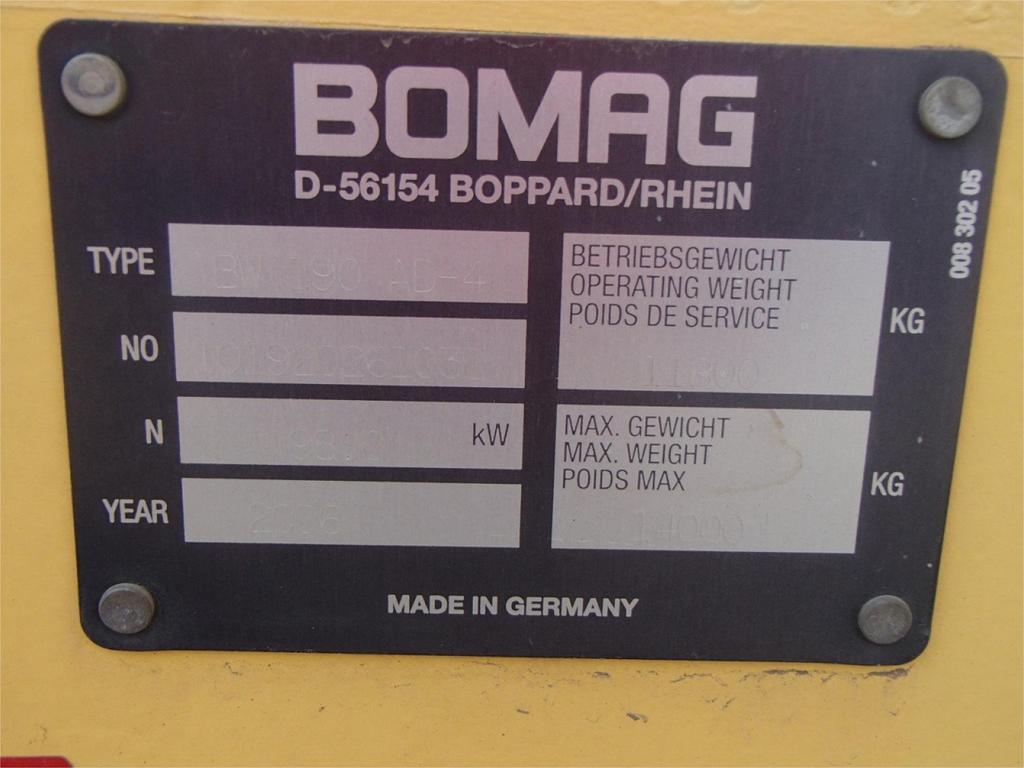 BOMAG
D-56154 BOPPARD/RHEIN
008 302 05
TYPE BW 190 AD-4
NO
N kW
YEAR 2006
BETRIEBSGEWICHT
OPERATING WEIGHT
POIDS DE SERVICE
11800 KG
MAX. GEWICHT
MAX. WEIGHT
POIDS MAX
14000 KG
MADE IN GERMANY